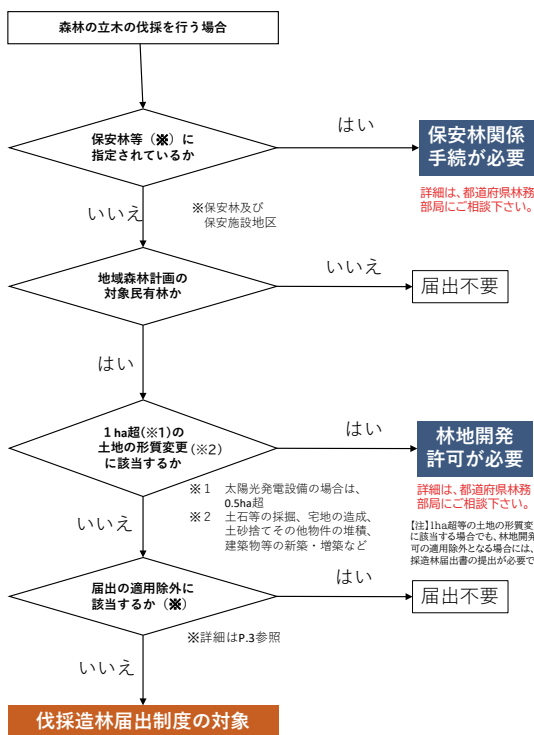 森林の立木の伐採を行う場合
保安林等（※）に
指定されているか
はい
保安林関係
手続が必要
詳細は、都道府県林務
部局にご相談下さい。
いいえ
※保安林及び
保安施設地区
地域森林計画の
対象民有林か
いいえ
届出不要
はい
１ha超(※1)の
土地の形質変更(※2)
に該当するか
はい
林地開発
許可が必要
詳細は、都道府県林務
部局にご相談下さい。
【注】1ha超等の土地の形質変
に該当する場合でも、林地開発
可の適用除外となる場合には、
採造林届出書の提出が必要で
※１　太陽光発電設備の場合は、
0.5ha超
※２　土石等の採掘、宅地の造成、
土砂捨てその他物件の堆積、
建築物等の新築・増築など
いいえ
届出の適用除外に
該当するか（※）
はい
届出不要
※詳細はP.3参照
いいえ
伐採造林届出制度の対象